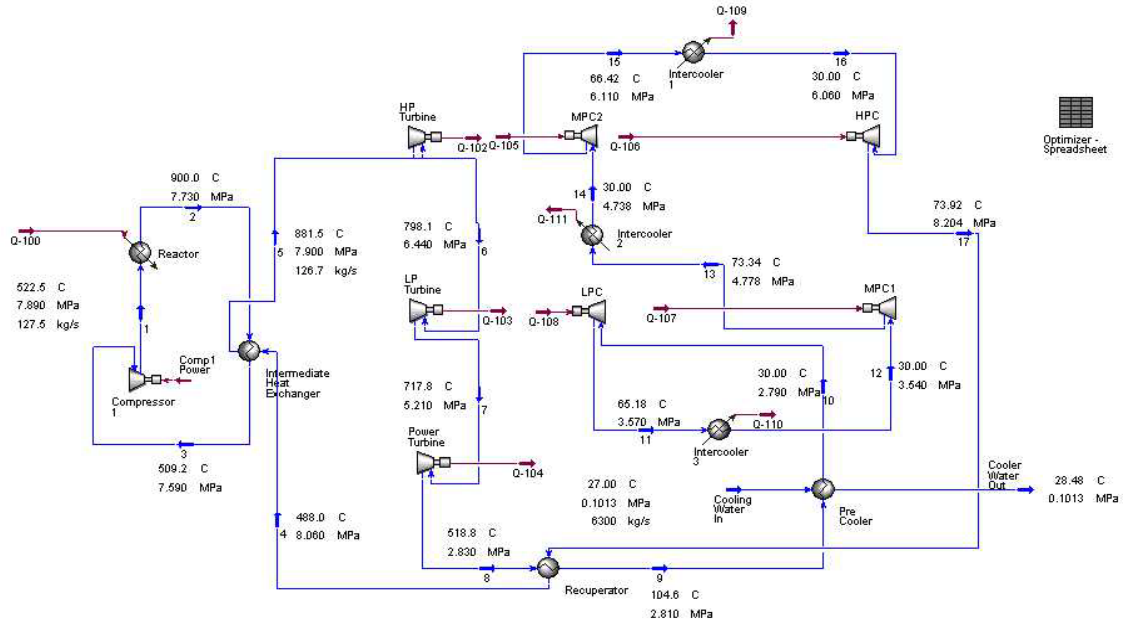 Q-109
15
16
66.42 C
6.110 MPa
Intercooler
1
30.00 C
6.060 MPa
HP
Turbine
MPC2
HPC
Q-102
Q-105
Q-106
Optimizer -
Spreadsheet
900.0 C
7.730 MPa
2
Q-100
Reactor
881.5 C
7.900 MPa
126.7 kg/s
5
798.1 C
6.440 MPa
6
14
30.00 C
4.738 MPa
Q-111
Intercooler
2
73.92 C
8.204 MPa
17
522.5 C
7.890 MPa
127.5 kg/s
1
LP
Turbine
Q-103
Q-108
LPC
13
73.34 C
4.778 MPa
Q-107
MPC1
Comp1
Power
Compressor
1
Intermediate
Heat
Exchanger
717.8 C
5.210 MPa
7
30.00 C
2.790 MPa
10
12
30.00 C
3.540 MPa
3
509.2 C
7.590 MPa
Power
Turbine
Q-104
65.18 C
3.570 MPa
11
Q-110
Intercooler
3
488.0 C
8.060 MPa
4
27.00 C
0.1013 MPa
6300 kg/s
Cooling
Water
In
Pre
Cooler
Cooler
Water
Out
28.48 C
0.1013 MPa
518.8 C
2.830 MPa
8
Recuperator
9
104.6 C
2.810 MPa